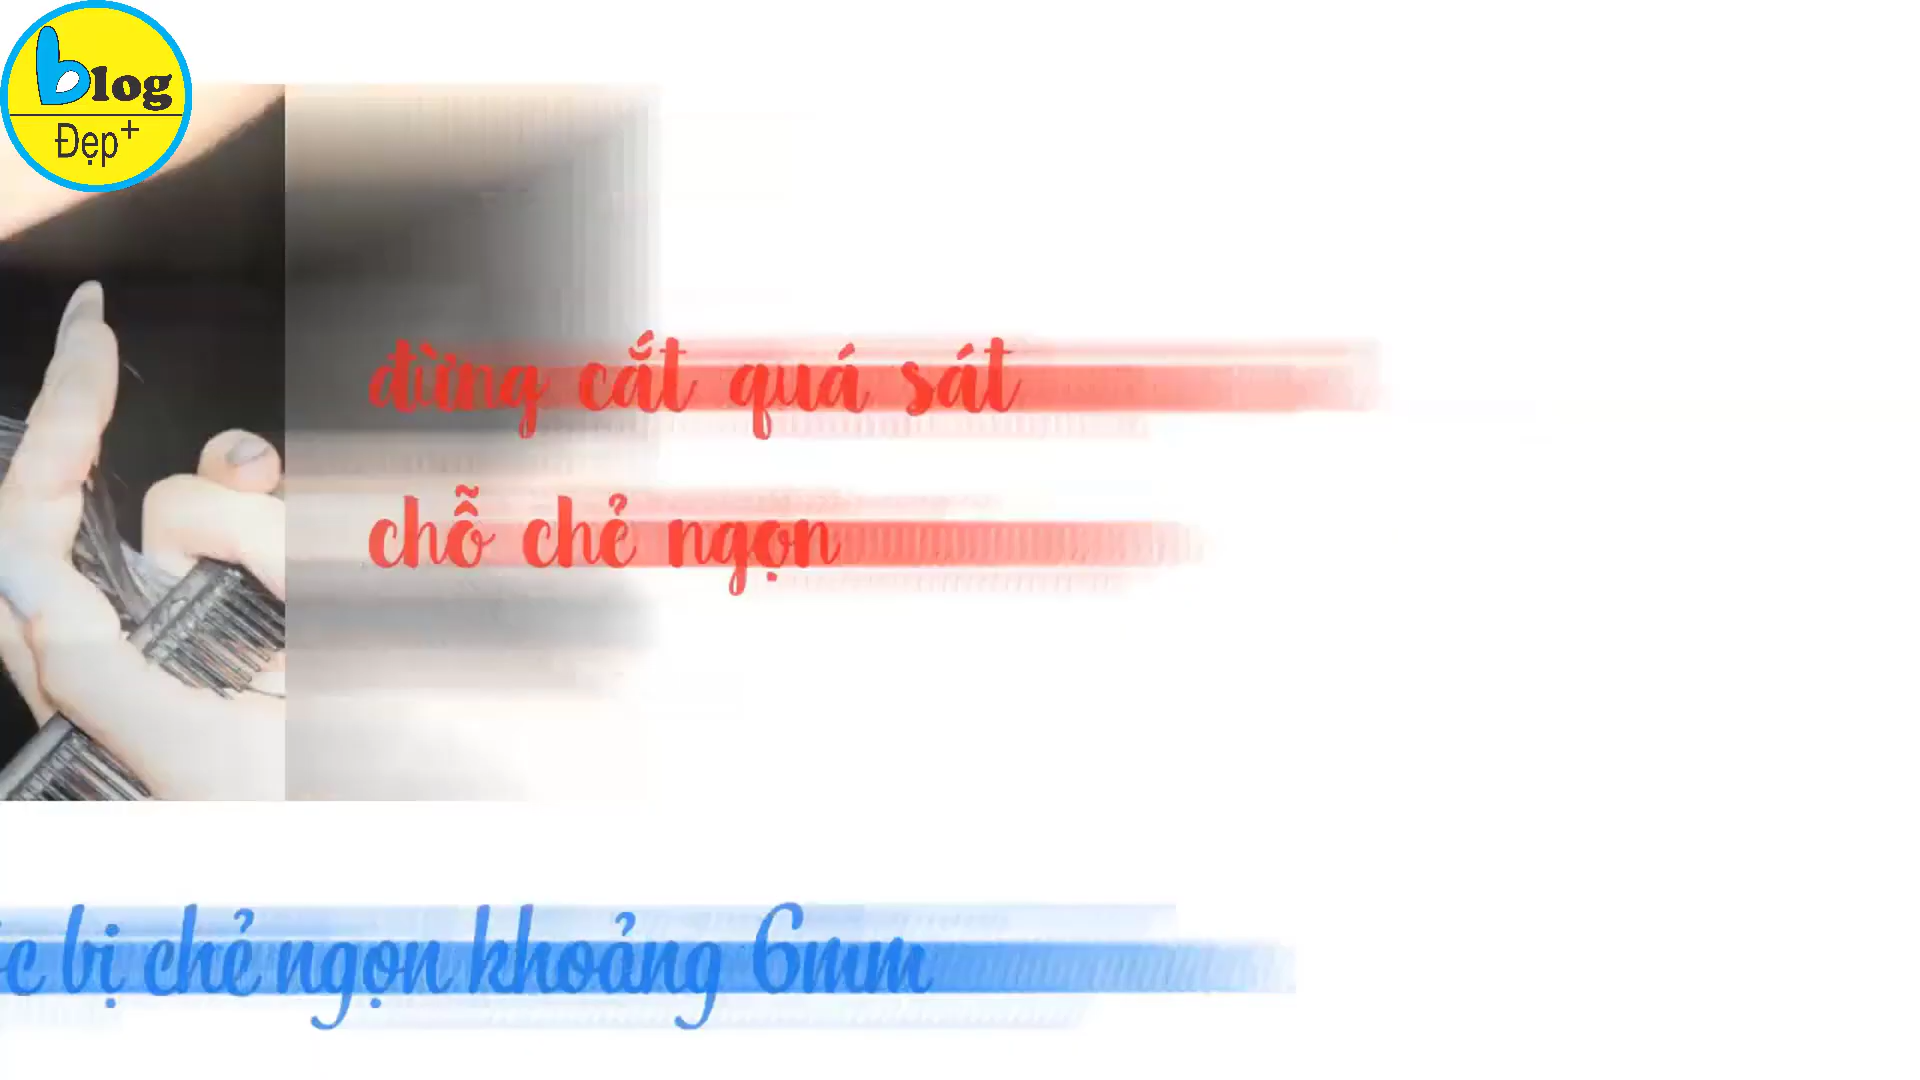 blog
Đẹp+
đừng cắt quá sát
chỗ chẻ ngọn
bị chẻ ngọn khoảng 6mm